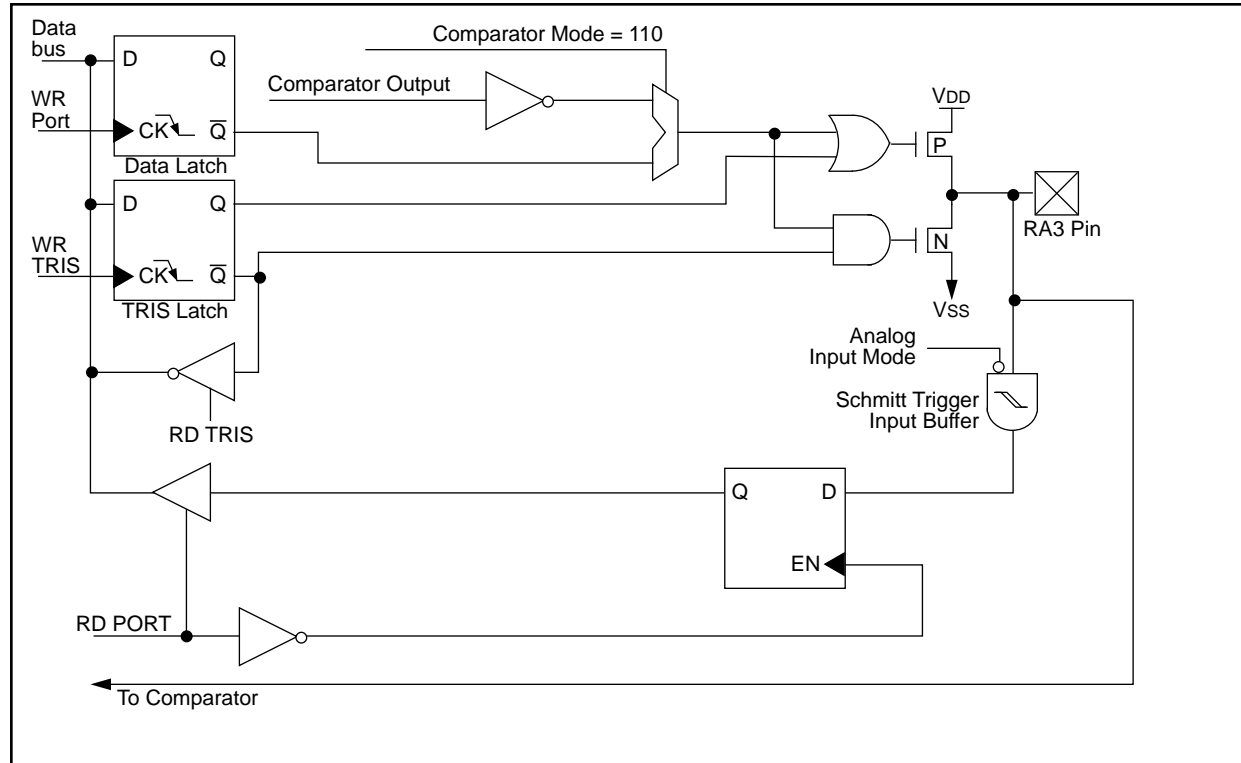 Data
bus
D
Q
WR
Port
CK
Q̅
Data Latch
Comparator Mode = 110
Comparator Output
VDD
P
D
Q
WR
TRIS
CK
Q̅
TRIS Latch
N
RA3 Pin
VSS
Analog
Input Mode
Schmitt Trigger
Input Buffer
RD TRIS
Q
D
EN
RD PORT
To Comparator